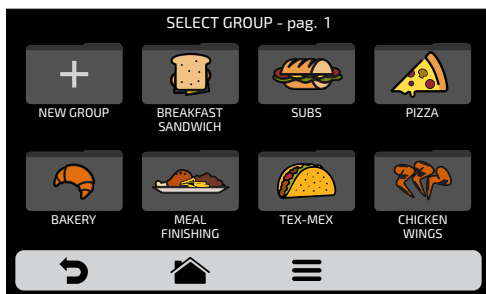 SELECT GROUP - pag. 1
NEW GROUP
BREAKFAST
SANDWICH
SUBS
PIZZA
BAKERY
MEAL
FINISHING
TEX-MEX
CHICKEN
WINGS